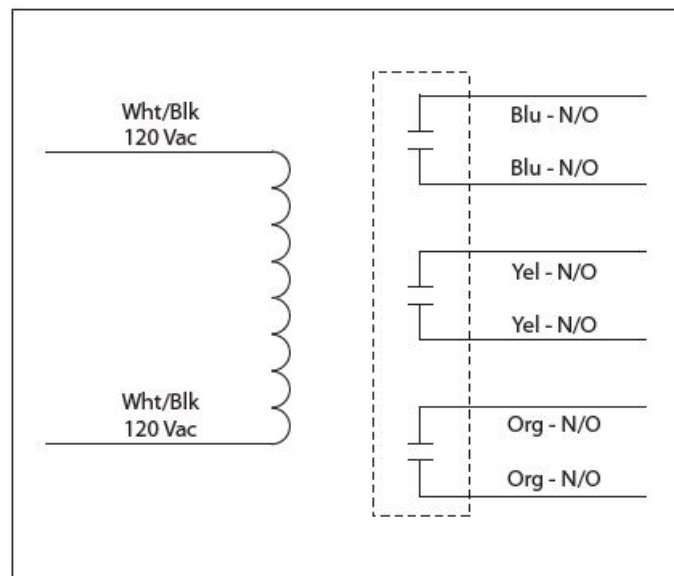 Wht/Blk
120 Vac
Wht/Blk
120 Vac
Blu - N/O
Blu - N/O
Yel - N/O
Yel - N/O
Org - N/O
Org - N/O